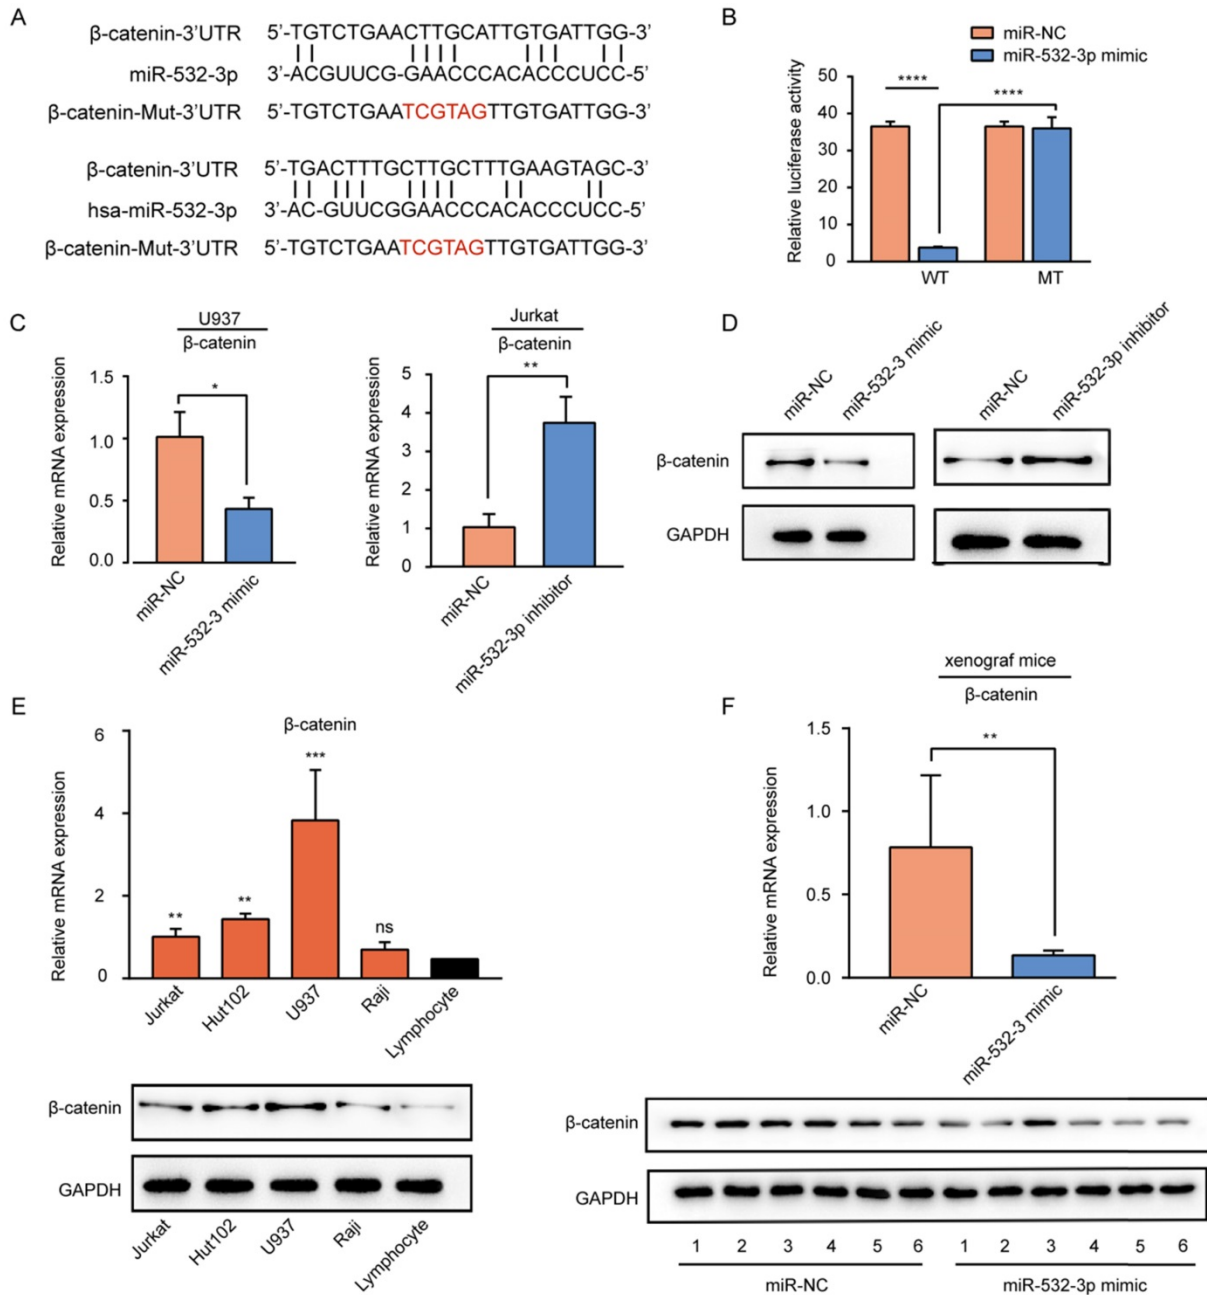 A
β-catenin-3’UTR 5’-TGTCTGAACTTGCATTGTGATTGG-3’
miR-532-3p 3’-ACGUUCG-GAACCCACACCCUCC-5’
β-catenin-Mut-3’UTR 5’-TGTCTGAATCGTAGTTGTGATTGG-3’
β-catenin-3’UTR 5’-TGACTTTGCTTGCTTTGAAGTAGC-3’
hsa-miR-532-3p 3’-AC-GUUCGGAACCCACACCCUCC-5’
β-catenin-Mut-3’UTR 5’-TGTCTGAATCGTAGTTGTGATTGG-3’
B
miR-NC
miR-532-3p mimic
Relative luciferase activity
50
40
30
20
10
0
**** ****
WT MT
C
U937
β-catenin
Relative mRNA expression
1.5
1.0
0.5
0.0
*
miR-NC miR-532-3 mimic
Jurkat
β-catenin
Relative mRNA expression
5
4
3
2
1
0
**
miR-NC miR-532-3p inhibitor
D
miR-NC miR-532-3 mimic miR-NC miR-532-3p inhibitor
β-catenin
GAPDH
E
β-catenin
Relative mRNA expression
6
4
2
0
** ** *** ns
Jurkat Hut102 U937 Raji Lymphocyte
β-catenin
GAPDH
Jurkat Hut102 U937 Raji Lymphocyte
F
xenograf mice
β-catenin
Relative mRNA expression
1.5
1.0
0.5
0.0
**
miR-NC miR-532-3 mimic
β-catenin
GAPDH
1 2 3 4 5 6 1 2 3 4 5 6
miR-NC miR-532-3p mimic